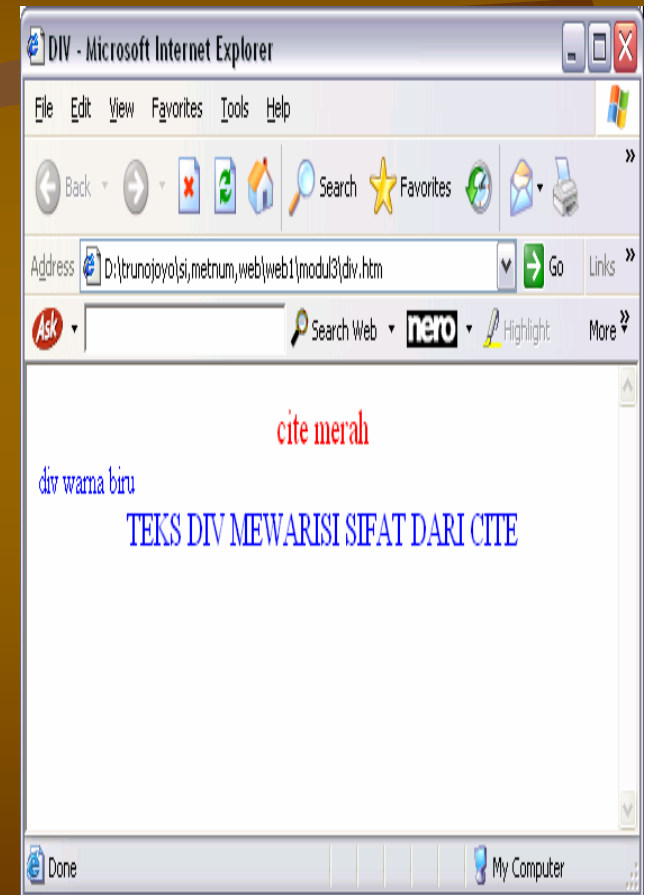 DIV - Microsoft Internet Explorer
File Edit View Favorites Tools Help
»
Back Search Favorites »
Address D:\trunojoyo\si,metnum,web\web1\modul3\div.htm Go Links »
Ask Search Web nero Highlight More »
cite merah
div warna biru
TEKS DIV MEWARISI SIFAT DARI CITE
Done My Computer